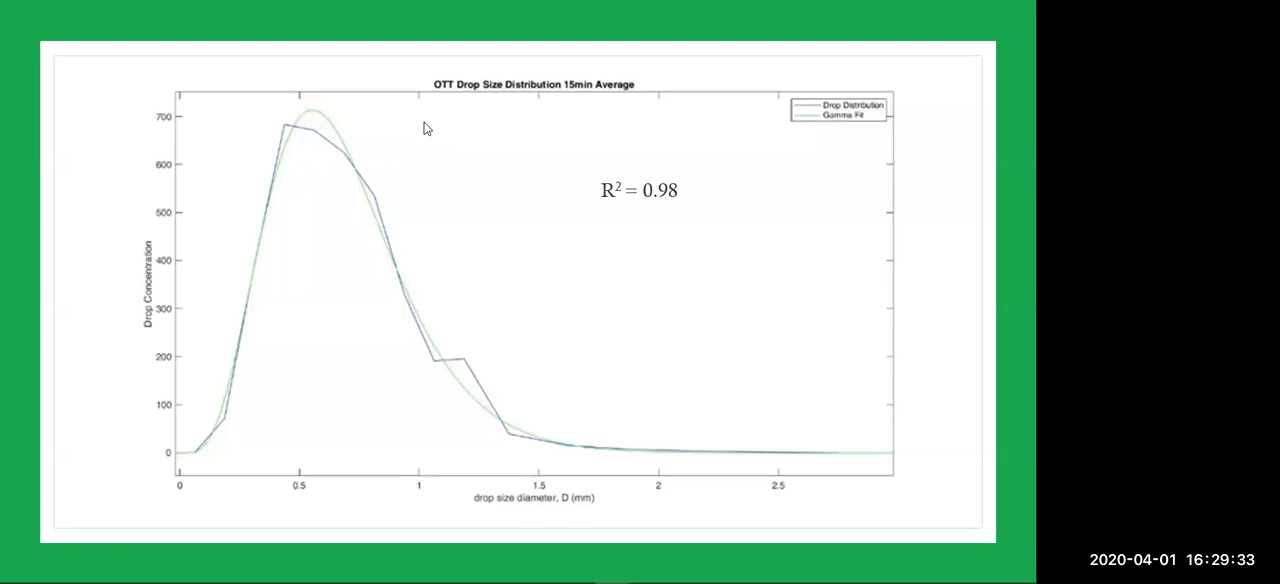 OTT Drop Size Distribution 15min Average
Drop Distribution
Gamma Fit
R² = 0.98
700
600
500
400
300
200
100
0
Drop Concentration
0 0.5 1 1.5 2 2.5
drop size diameter, D (mm)
2020-04-01 16:29:33